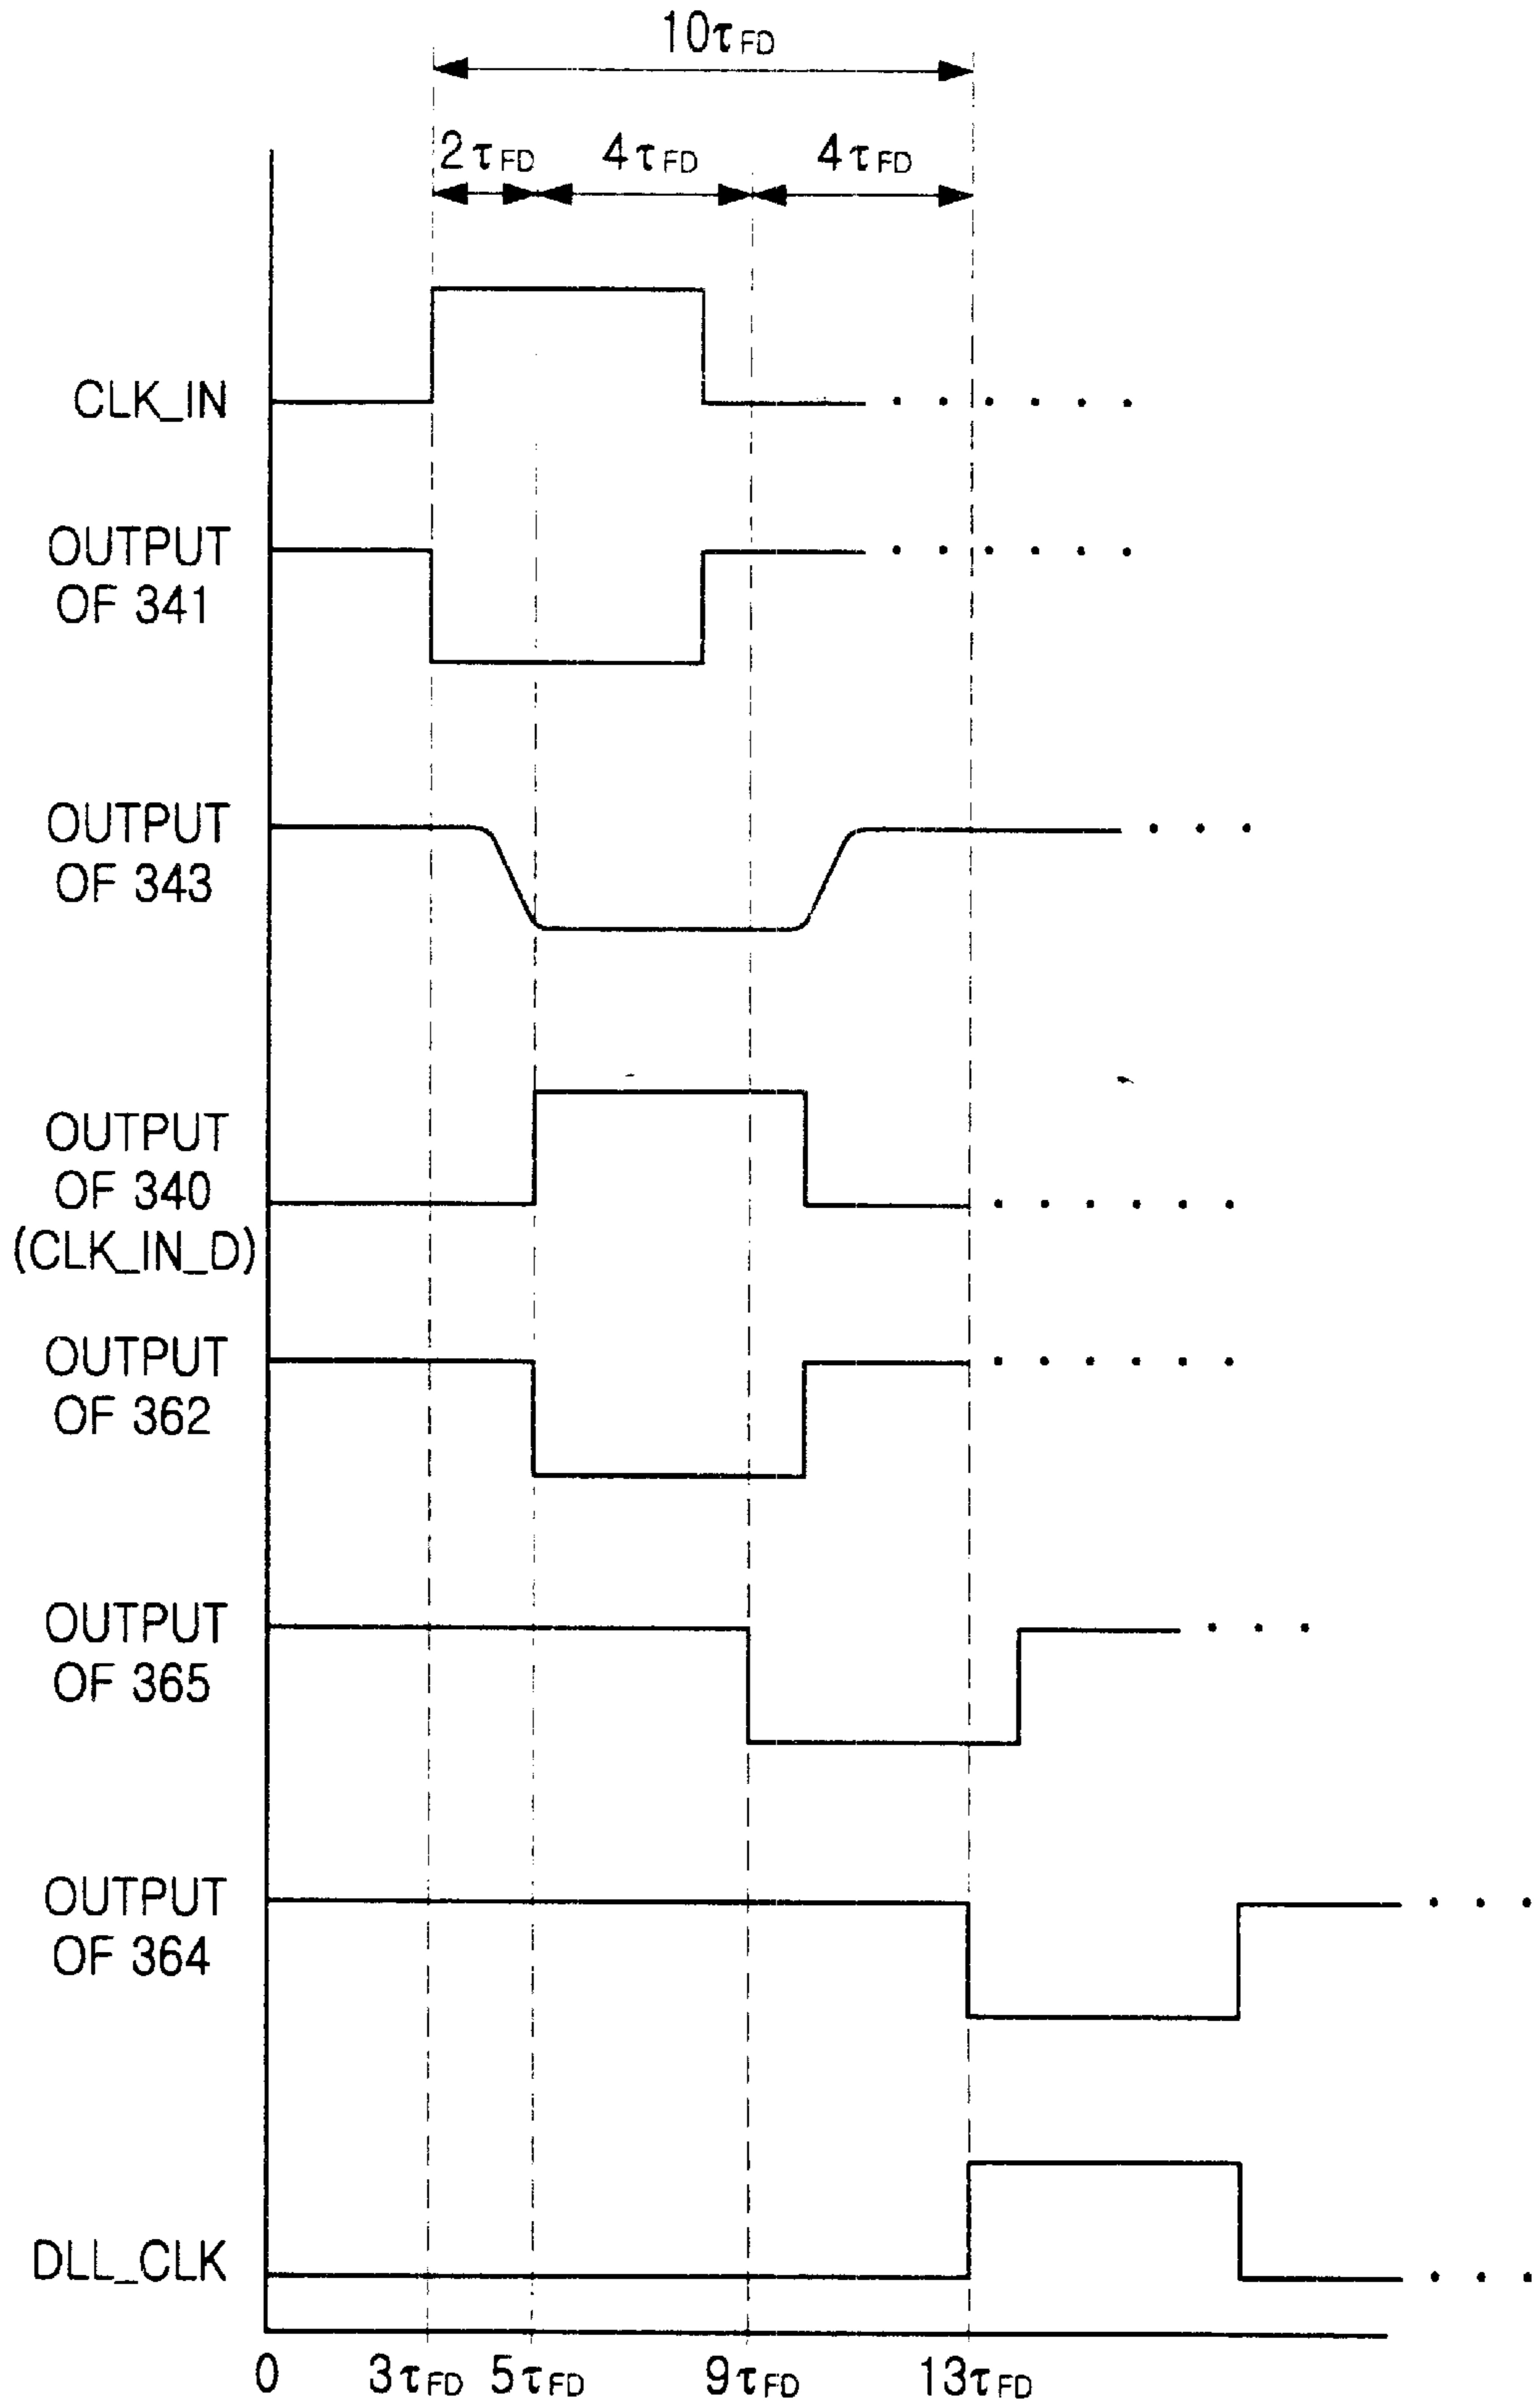 10τFD
2τFD 4τFD 4τFD
CLK_IN
OUTPUT
OF 341
OUTPUT
OF 343
OUTPUT
OF 340
(CLK_IN_D)
OUTPUT
OF 362
OUTPUT
OF 365
OUTPUT
OF 364
DLL_CLK
0 3τFD 5τFD 9τFD 13τFD